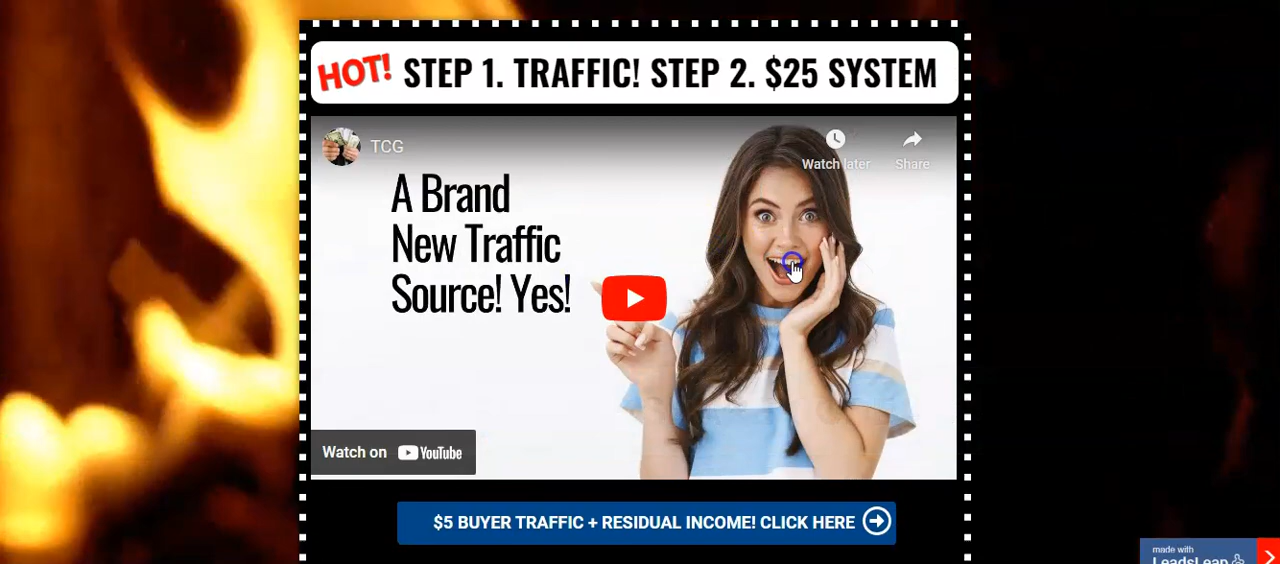 HOT! STEP 1. TRAFFIC! STEP 2. $25 SYSTEM
TCG
Watch later
Share
A Brand
New Traffic
Source! Yes!
Watch on YouTube
$5 BUYER TRAFFIC + RESIDUAL INCOME! CLICK HERE
made with
LeadsLeap